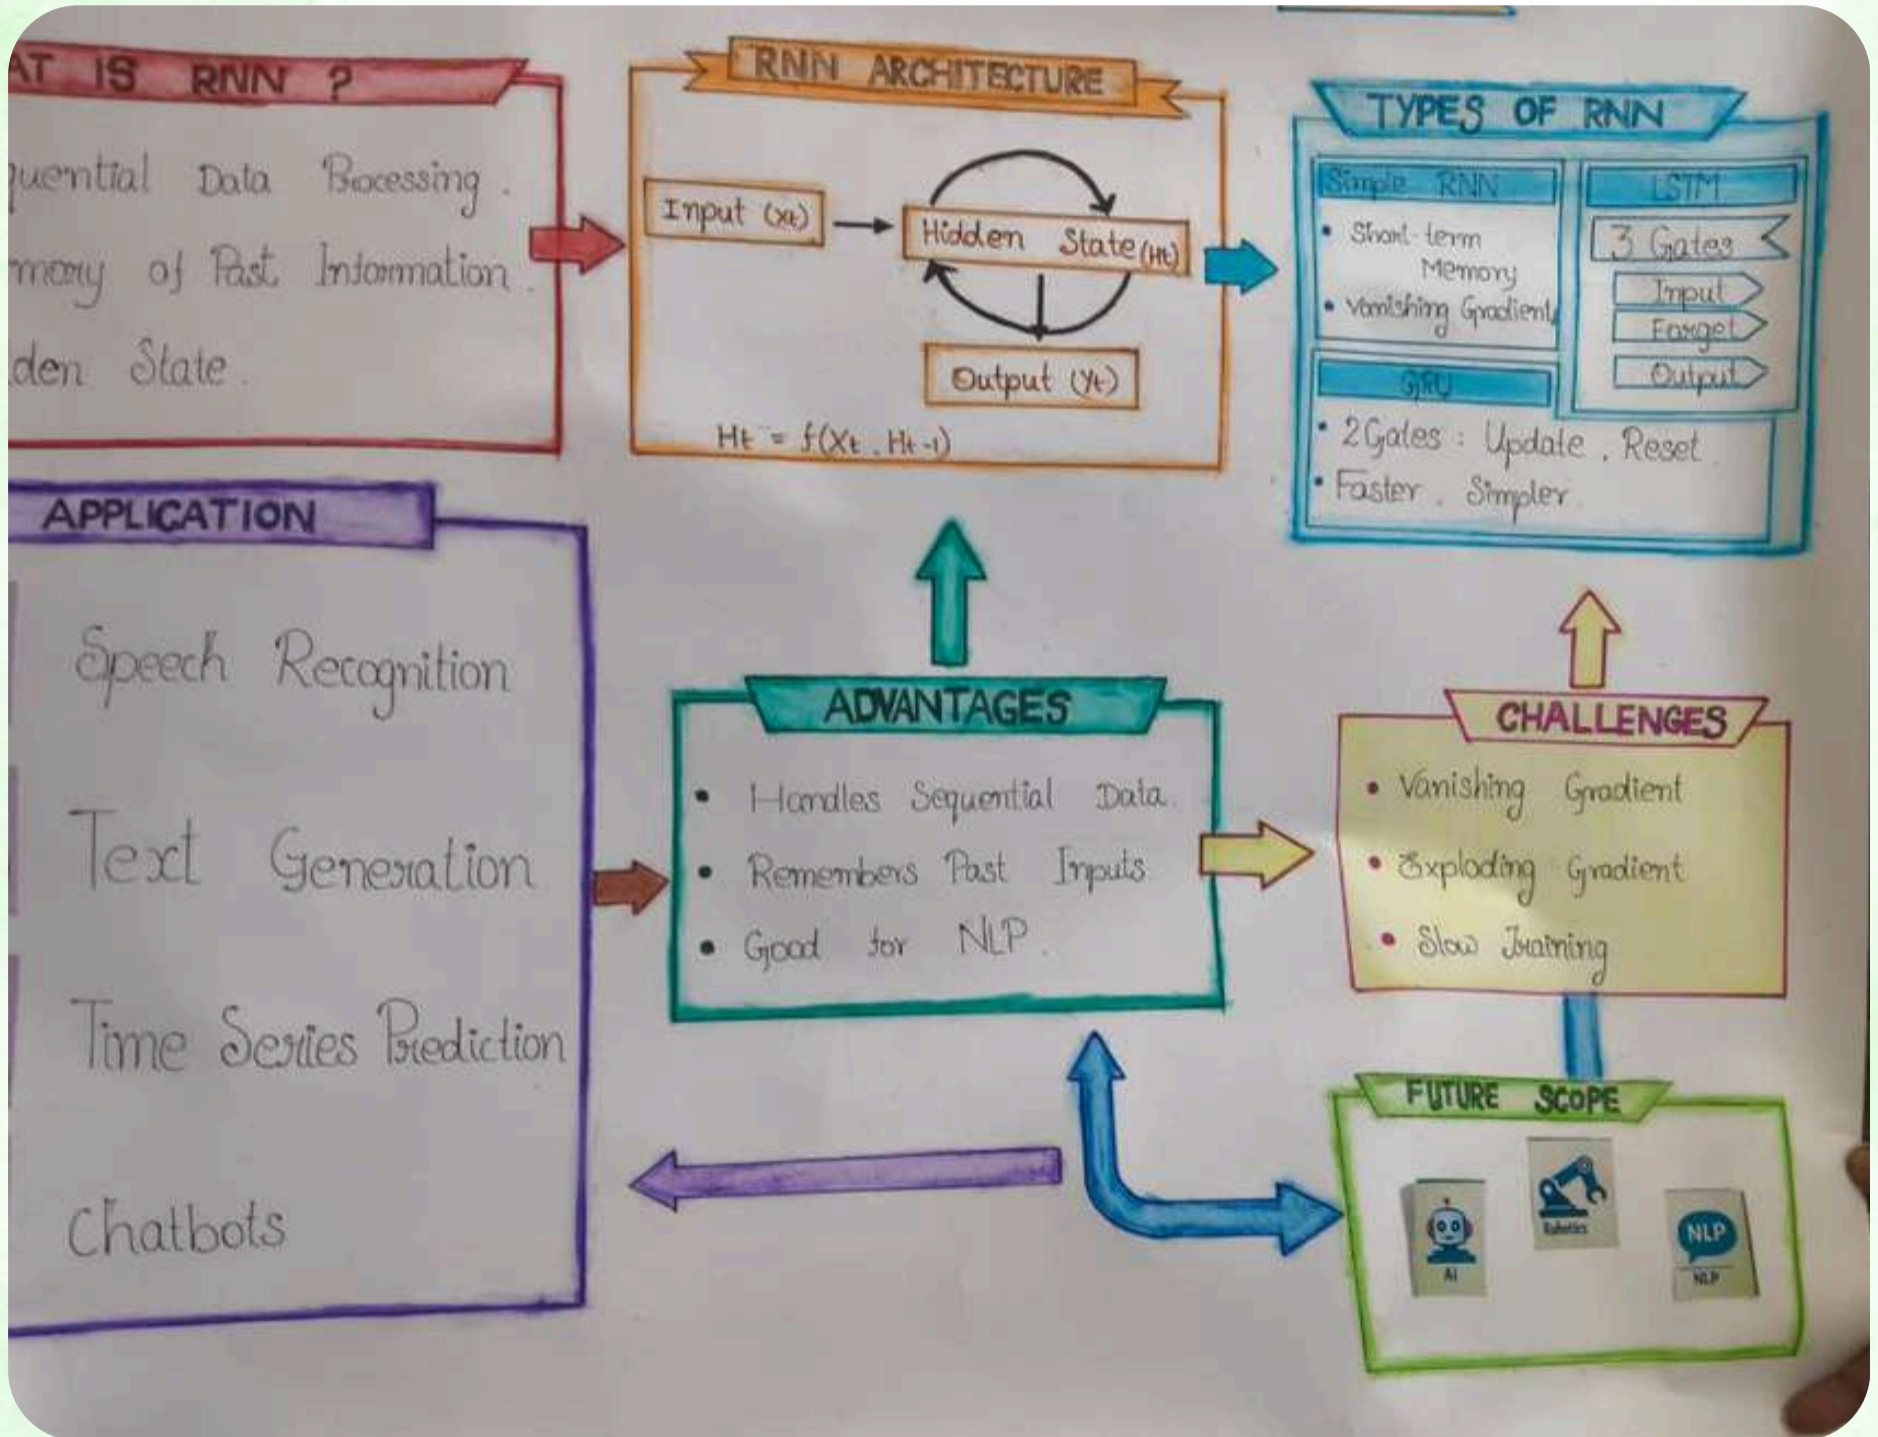 AT IS RNN ?
quential Data Processing.
mory of Past Information.
den State.
RNN ARCHITECTURE
Input (xt)
Hidden State (Ht)
Output (Yt)
Ht = f(Xt, Ht-1)
TYPES OF RNN
Simple RNN
• Short-term
Memory
• Vanishing Gradient
LSTM
3 Gates
Input
Forget
Output
GRU
• 2Gates : Update, Reset.
• Faster, Simpler.
APPLICATION
Speech Recognition
Text Generation
Time Series Prediction
Chatbots
ADVANTAGES
• Handles Sequential Data.
• Remembers Past Inputs
• Good for NLP.
CHALLENGES
• Vanishing Gradient
• Exploding Gradient
• Slow Training
FUTURE SCOPE
AI
Robotics
NLP
NLP